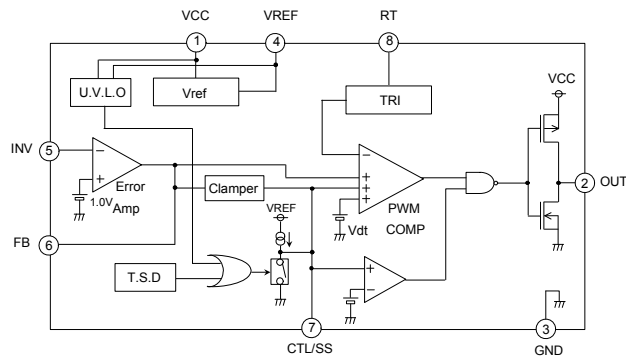 VCC VREF RT
1 4 8
VCC
U.V.L.O Vref TRI
INV 5
− − +
+ Error + PWM
1.0V Amp Clamper + COMP
2 OUT
VREF Vdt
FB 6
T.S.D
+
−
7 3
CTL/SS GND